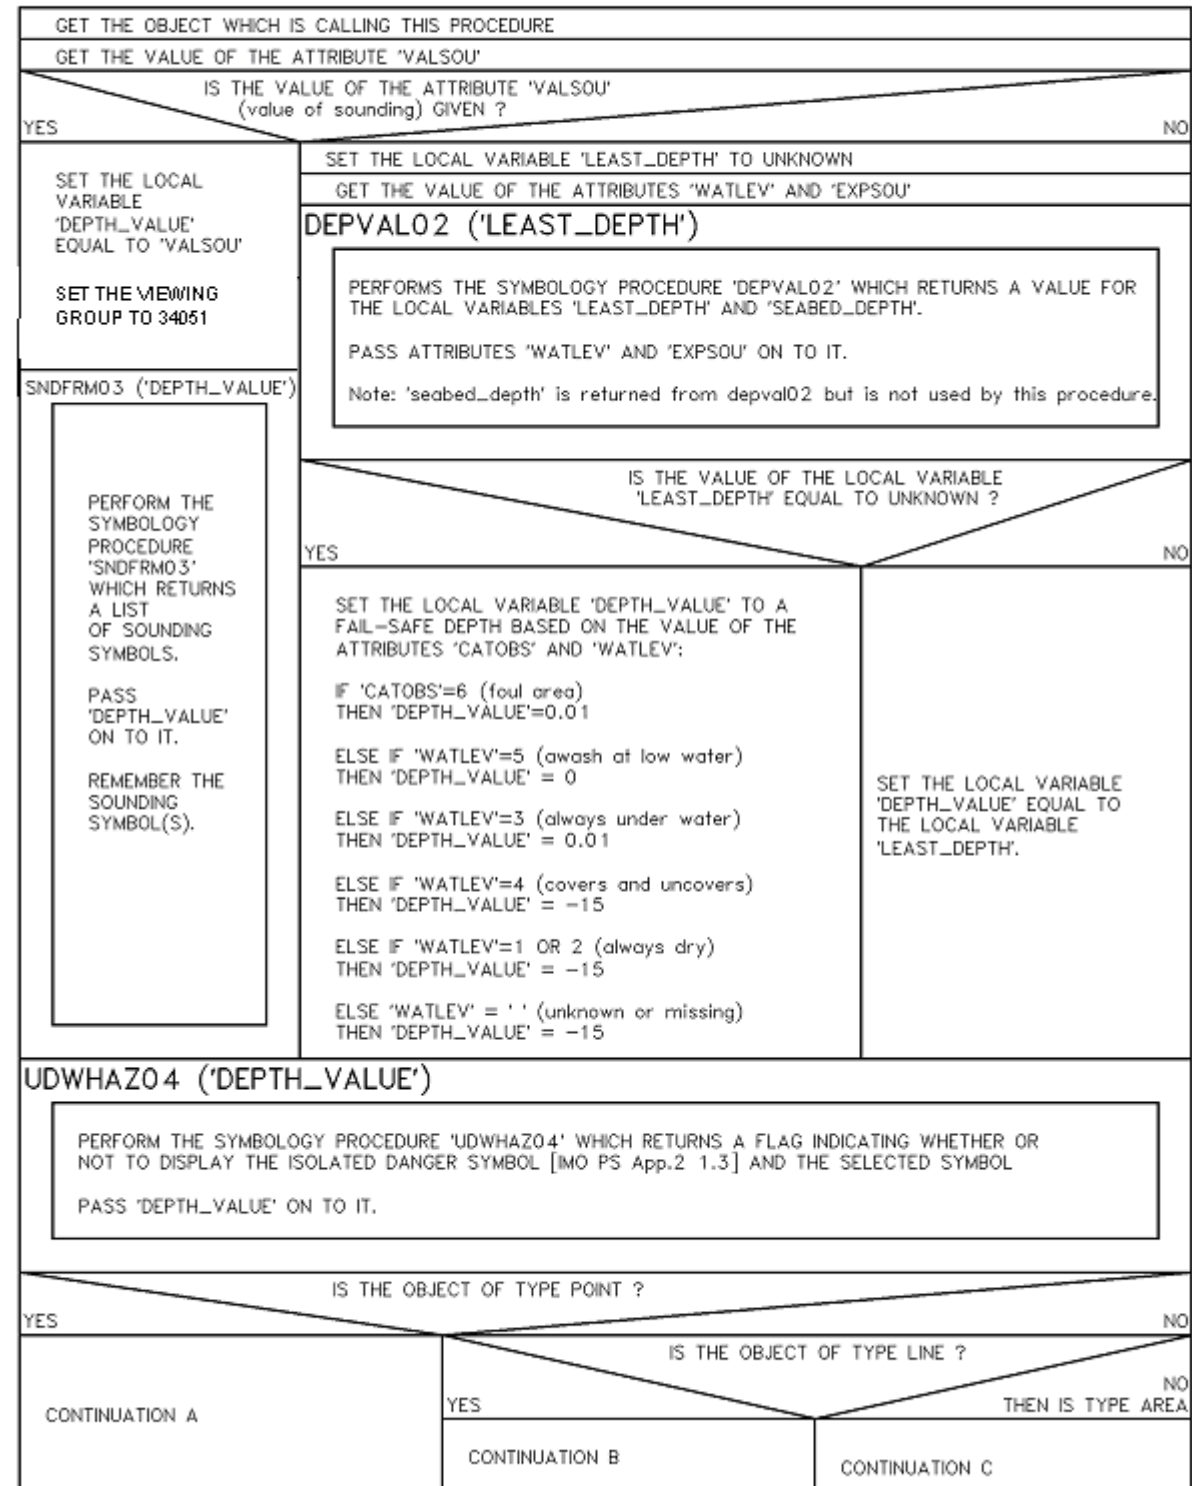 GET THE OBJECT WHICH IS CALLING THIS PROCEDURE
GET THE VALUE OF THE ATTRIBUTE 'VALSOU'
IS THE VALUE OF THE ATTRIBUTE 'VALSOU'
(value of sounding) GIVEN ?
YES
NO
SET THE LOCAL
VARIABLE
'DEPTH_VALUE'
EQUAL TO 'VALSOU'
SET THE VIEWING
GROUP TO 34051
SNDFRM03 ('DEPTH_VALUE')
PERFORM THE
SYMBOLOGY
PROCEDURE
'SNDFRM03'
WHICH RETURNS
A LIST
OF SOUNDING
SYMBOLS.
PASS
'DEPTH_VALUE'
ON TO IT.
REMEMBER THE
SOUNDING
SYMBOL(S).
SET THE LOCAL VARIABLE 'LEAST_DEPTH' TO UNKNOWN
GET THE VALUE OF THE ATTRIBUTES 'WATLEV' AND 'EXPSOU'
DEPVAL02 ('LEAST_DEPTH')
PERFORMS THE SYMBOLOGY PROCEDURE 'DEPVAL02' WHICH RETURNS A VALUE FOR
THE LOCAL VARIABLES 'LEAST_DEPTH' AND 'SEABED_DEPTH'.
PASS ATTRIBUTES 'WATLEV' AND 'EXPSOU' ON TO IT.
Note: 'seabed_depth' is returned from depval02 but is not used by this procedure.
IS THE VALUE OF THE LOCAL VARIABLE
'LEAST_DEPTH' EQUAL TO UNKNOWN ?
YES
NO
SET THE LOCAL VARIABLE 'DEPTH_VALUE' TO A
FAIL-SAFE DEPTH BASED ON THE VALUE OF THE
ATTRIBUTES 'CATOBS' AND 'WATLEV':
IF 'CATOBS'=6 (foul area)
THEN 'DEPTH_VALUE'=0.01
ELSE IF 'WATLEV'=5 (awash at low water)
THEN 'DEPTH_VALUE' = 0
ELSE IF 'WATLEV'=3 (always under water)
THEN 'DEPTH_VALUE' = 0.01
ELSE IF 'WATLEV'=4 (covers and uncovers)
THEN 'DEPTH_VALUE' = -15
ELSE IF 'WATLEV'=1 OR 2 (always dry)
THEN 'DEPTH_VALUE' = -15
ELSE 'WATLEV' = ' ' (unknown or missing)
THEN 'DEPTH_VALUE' = -15
SET THE LOCAL VARIABLE
'DEPTH_VALUE' EQUAL TO
THE LOCAL VARIABLE
'LEAST_DEPTH'.
UDWHAZ04 ('DEPTH_VALUE')
PERFORM THE SYMBOLOGY PROCEDURE 'UDWHAZ04' WHICH RETURNS A FLAG INDICATING WHETHER OR
NOT TO DISPLAY THE ISOLATED DANGER SYMBOL [IMO PS App.2 1.3] AND THE SELECTED SYMBOL
PASS 'DEPTH_VALUE' ON TO IT.
IS THE OBJECT OF TYPE POINT ?
YES
NO
IS THE OBJECT OF TYPE LINE ?
YES
NO
THEN IS TYPE AREA
CONTINUATION A
CONTINUATION B
CONTINUATION C